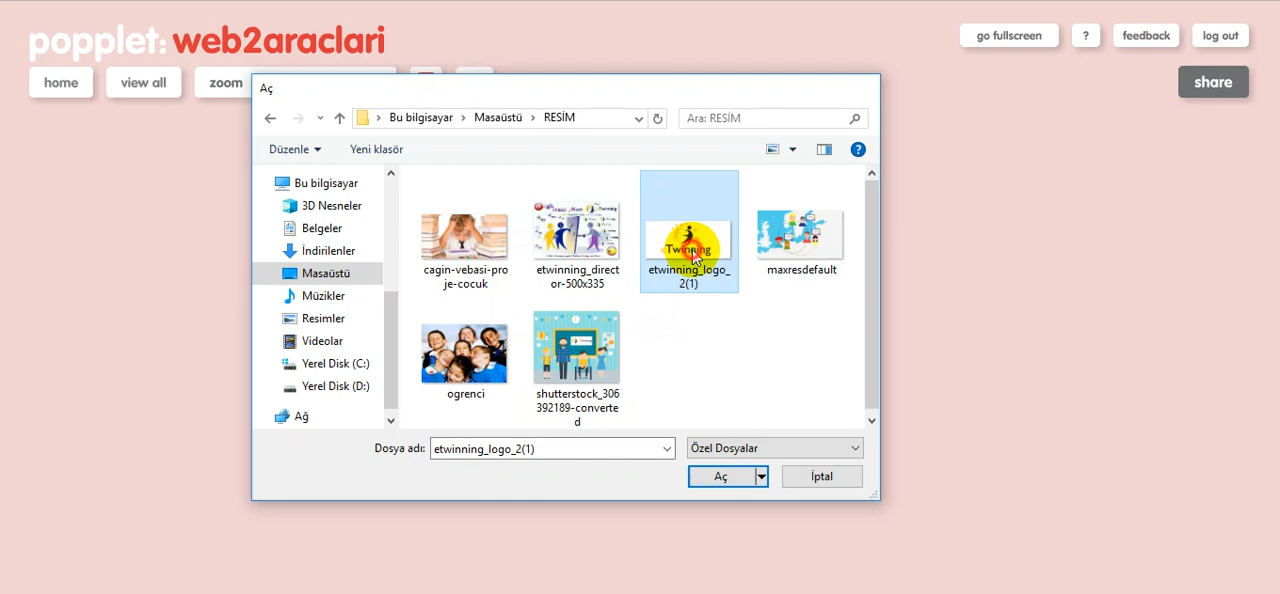 popplet: web2araclari
go fullscreen
?
feedback
log out
home
view all
zoom
share
Aç
Bu bilgisayar > Masaüstü > RESİM
Ara: RESİM
Düzenle
Yeni klasör
?
Bu bilgisayar
3D Nesneler
Belgeler
İndirilenler
Masaüstü
Müzikler
Resimler
Videolar
Yerel Disk (C:)
Yerel Disk (D:)
Ağ
cagin-vebasi-pro
je-cocuk
etwinning_direct
or-500x335
Twinning
etwinning_logo_
2(1)
maxresdefault
ogrenci
shutterstock_306
392189-converte
d
Dosya adı:
etwinning_logo_2(1)
Özel Dosyalar
Aç
İptal